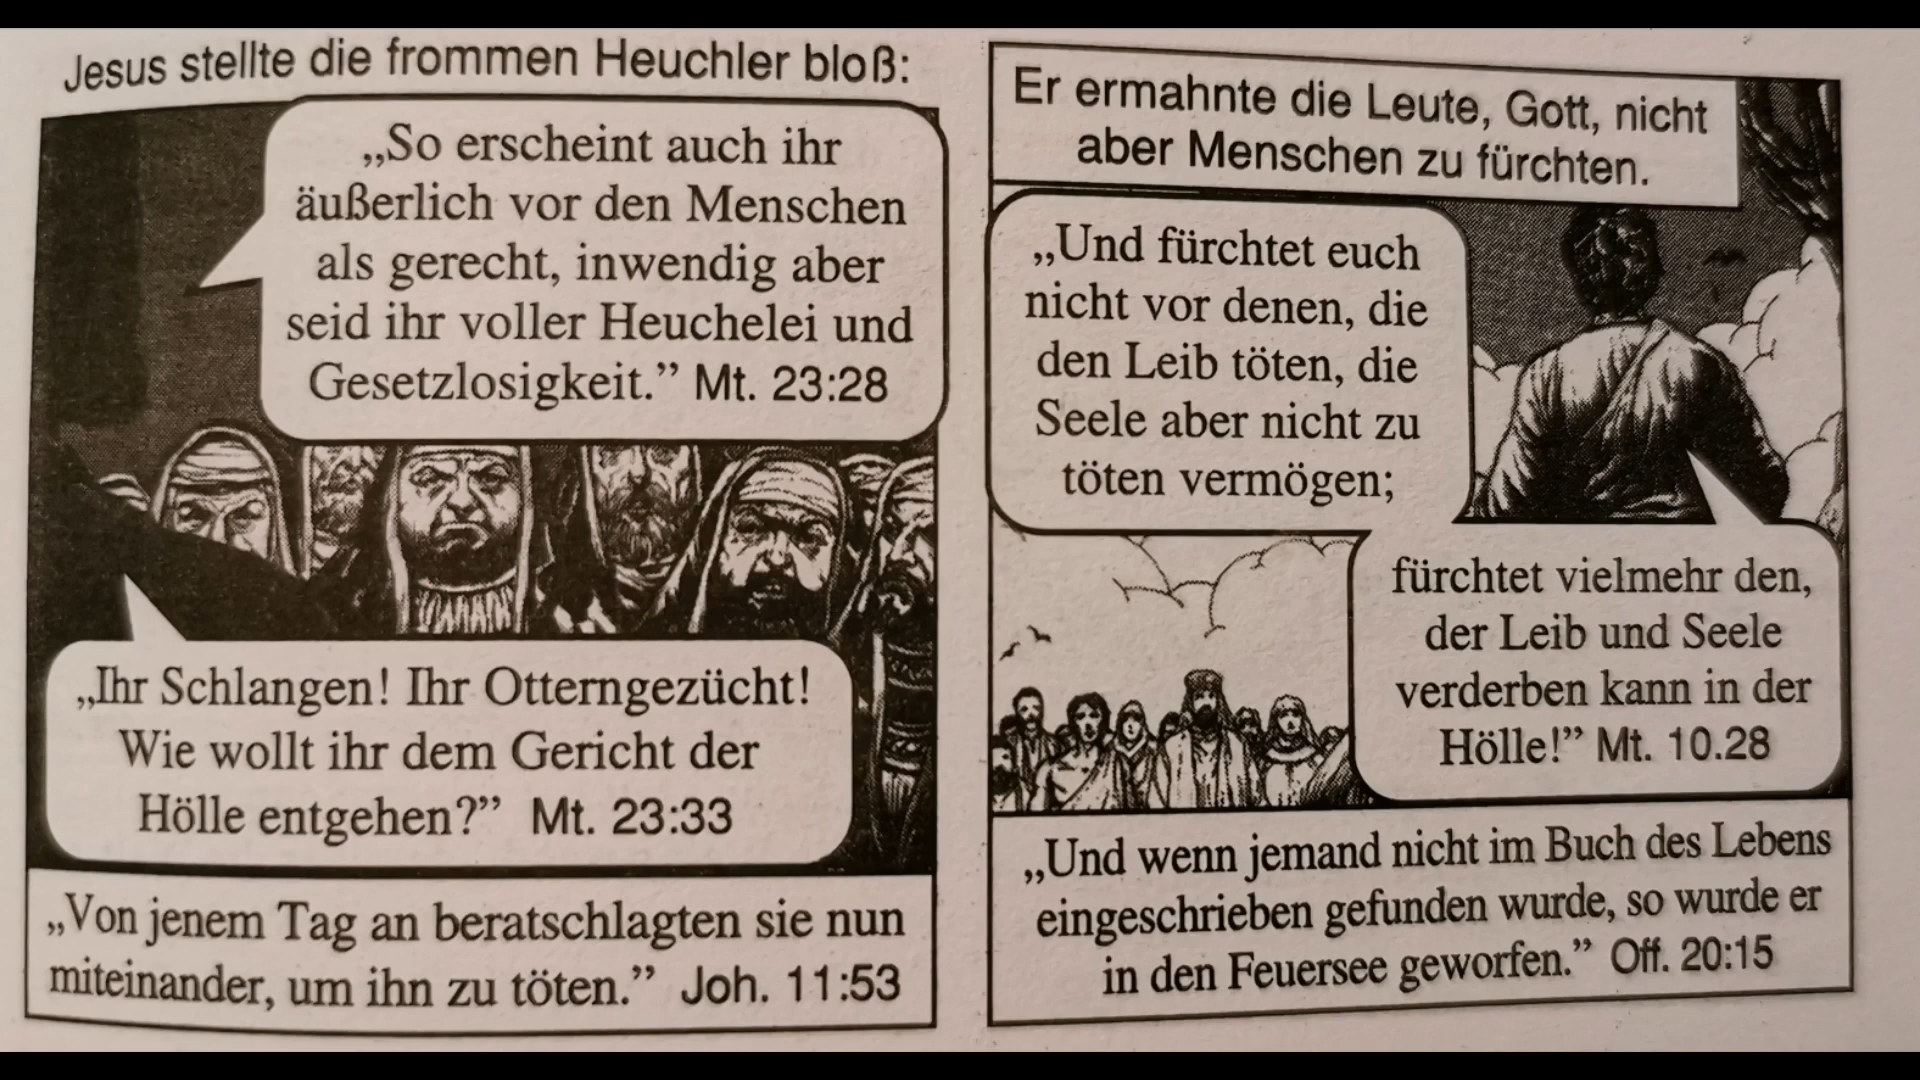 Jesus stellte die frommen Heuchler bloß:
„So erscheint auch ihr
äußerlich vor den Menschen
als gerecht, inwendig aber
seid ihr voller Heuchelei und
Gesetzlosigkeit.” Mt. 23:28
„Ihr Schlangen! Ihr Otterngezücht!
Wie wollt ihr dem Gericht der
Hölle entgehen?” Mt. 23:33
„Von jenem Tag an beratschlagten sie nun
miteinander, um ihn zu töten.” Joh. 11:53
Er ermahnte die Leute, Gott, nicht
aber Menschen zu fürchten.
„Und fürchtet euch
nicht vor denen, die
den Leib töten, die
Seele aber nicht zu
töten vermögen;
fürchtet vielmehr den,
der Leib und Seele
verderben kann in der
Hölle!” Mt. 10.28
„Und wenn jemand nicht im Buch des Lebens
eingeschrieben gefunden wurde, so wurde er
in den Feuersee geworfen.” Off. 20:15